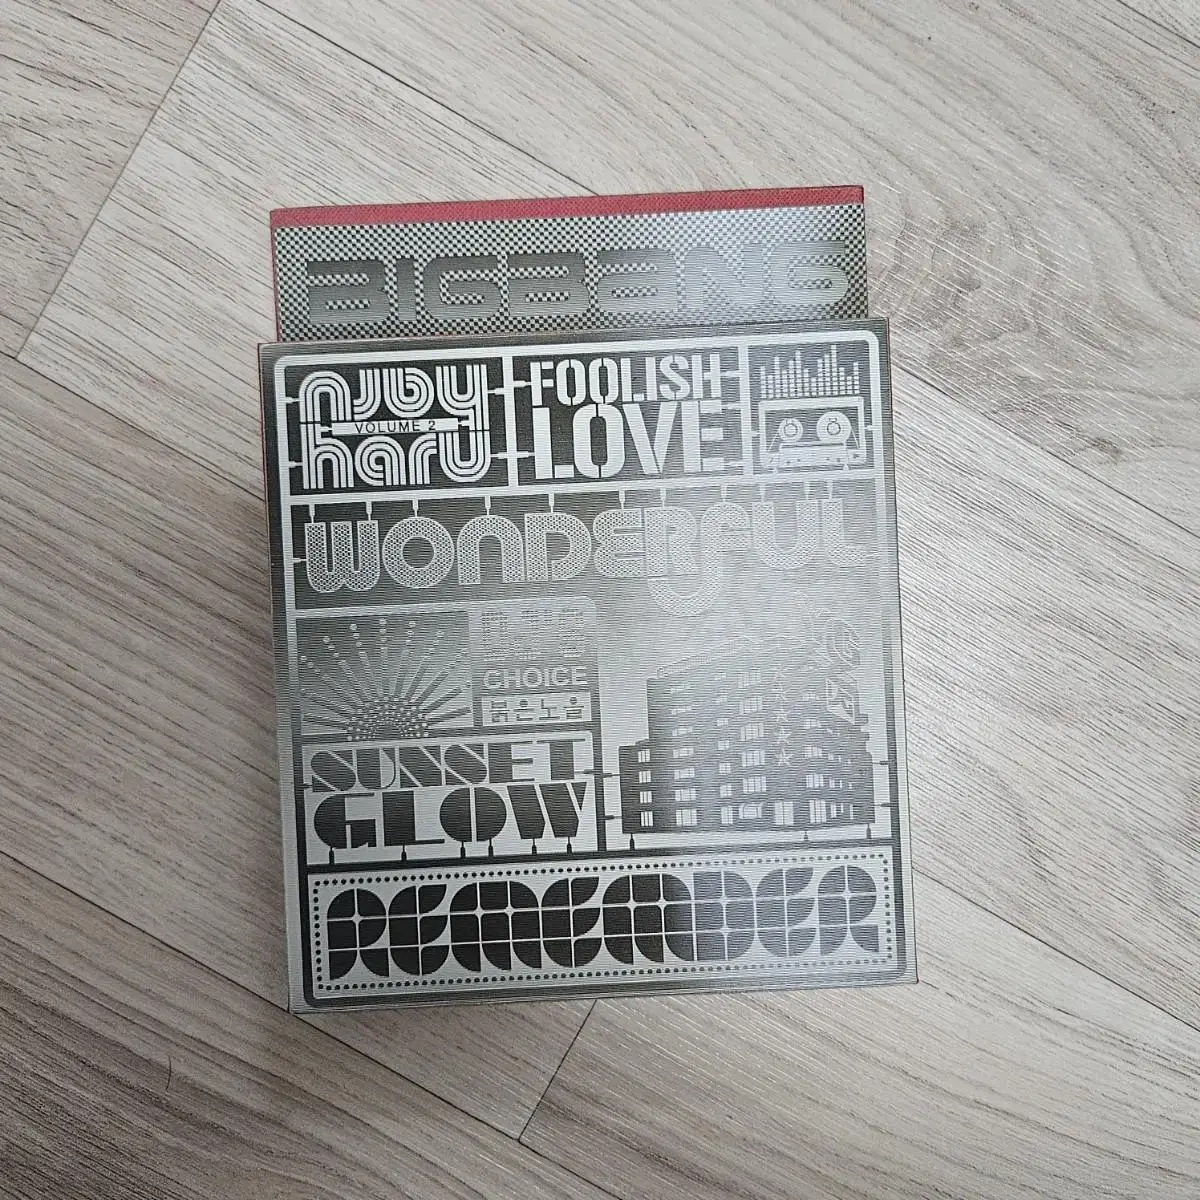 BIGBANG
haru haru
VOLUME 2
FOOLISH
LOVE
WONDERFUL
CHOICE
붉은노을
SUNSET
GLOW
REMEMBER